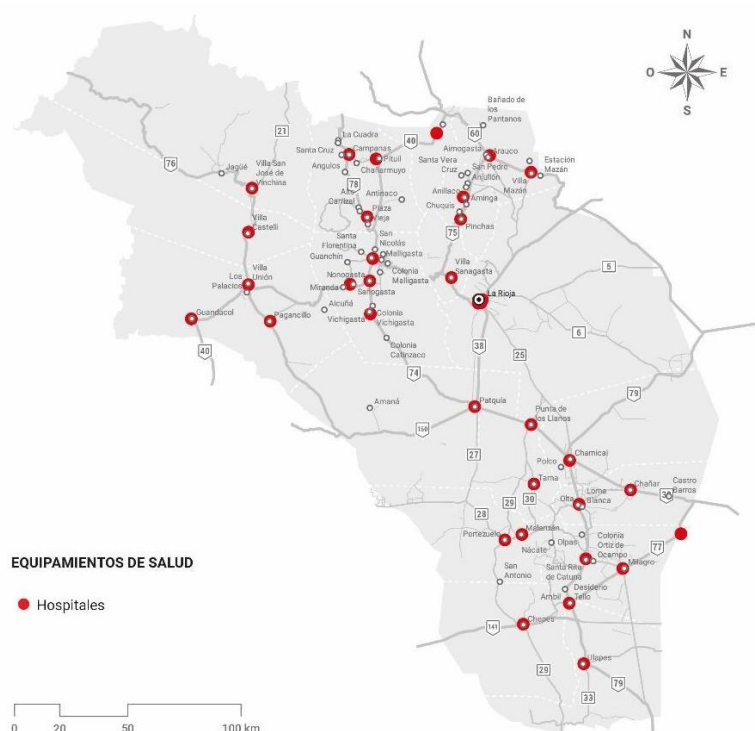 N
O
E
S
Bañado de
los
Pantanos
La Cuadra
Campanas
Santa Cruz
Pituil
Chañarmuyo
Angulos
40
60
21
76
78
Aimogasta
Arauco
Santa Vera
Cruz
San Pedro
Anjullón
Estación
Mazán
Villa
Mazán
Jagüé
Villa San
José de
Vinchina
Antinaco
Alto
Carrizal
Plaza
Vieja
Anillaco
Aminga
Chuquis
Pinchas
Villa
Castelli
Santa
Florentina
San
Nicolás
Malligasta
75
Guanchín
Colonia
Malligasta
Villa
Sanagasta
5
Villa
Unión
Los
Palacios
Nonogasta
Miranda
Sañogasta
La Rioja
Guandacol
Pagancillo
Aicuña
Vichigasta
Colonia
Vichigasta
6
40
Colonia
Catinzaco
38
25
74
79
Amaná
Patquía
Punta de
los Llanos
150
27
Chamical
Polco
Tama
Chañar
Castro
Barros
Olta
Loma
Blanca
29
30
28
Malanzán
Portezuelo
Nácate
Olpas
Colonia
Ortiz de
Ocampo
77
San
Antonio
Santa Rita
de Catuna
Milagro
Desiderio
Tello
Ambil
141
Chepes
29
Ulapes
79
33
EQUIPAMIENTOS DE SALUD
Hospitales
0 20 50 100 km